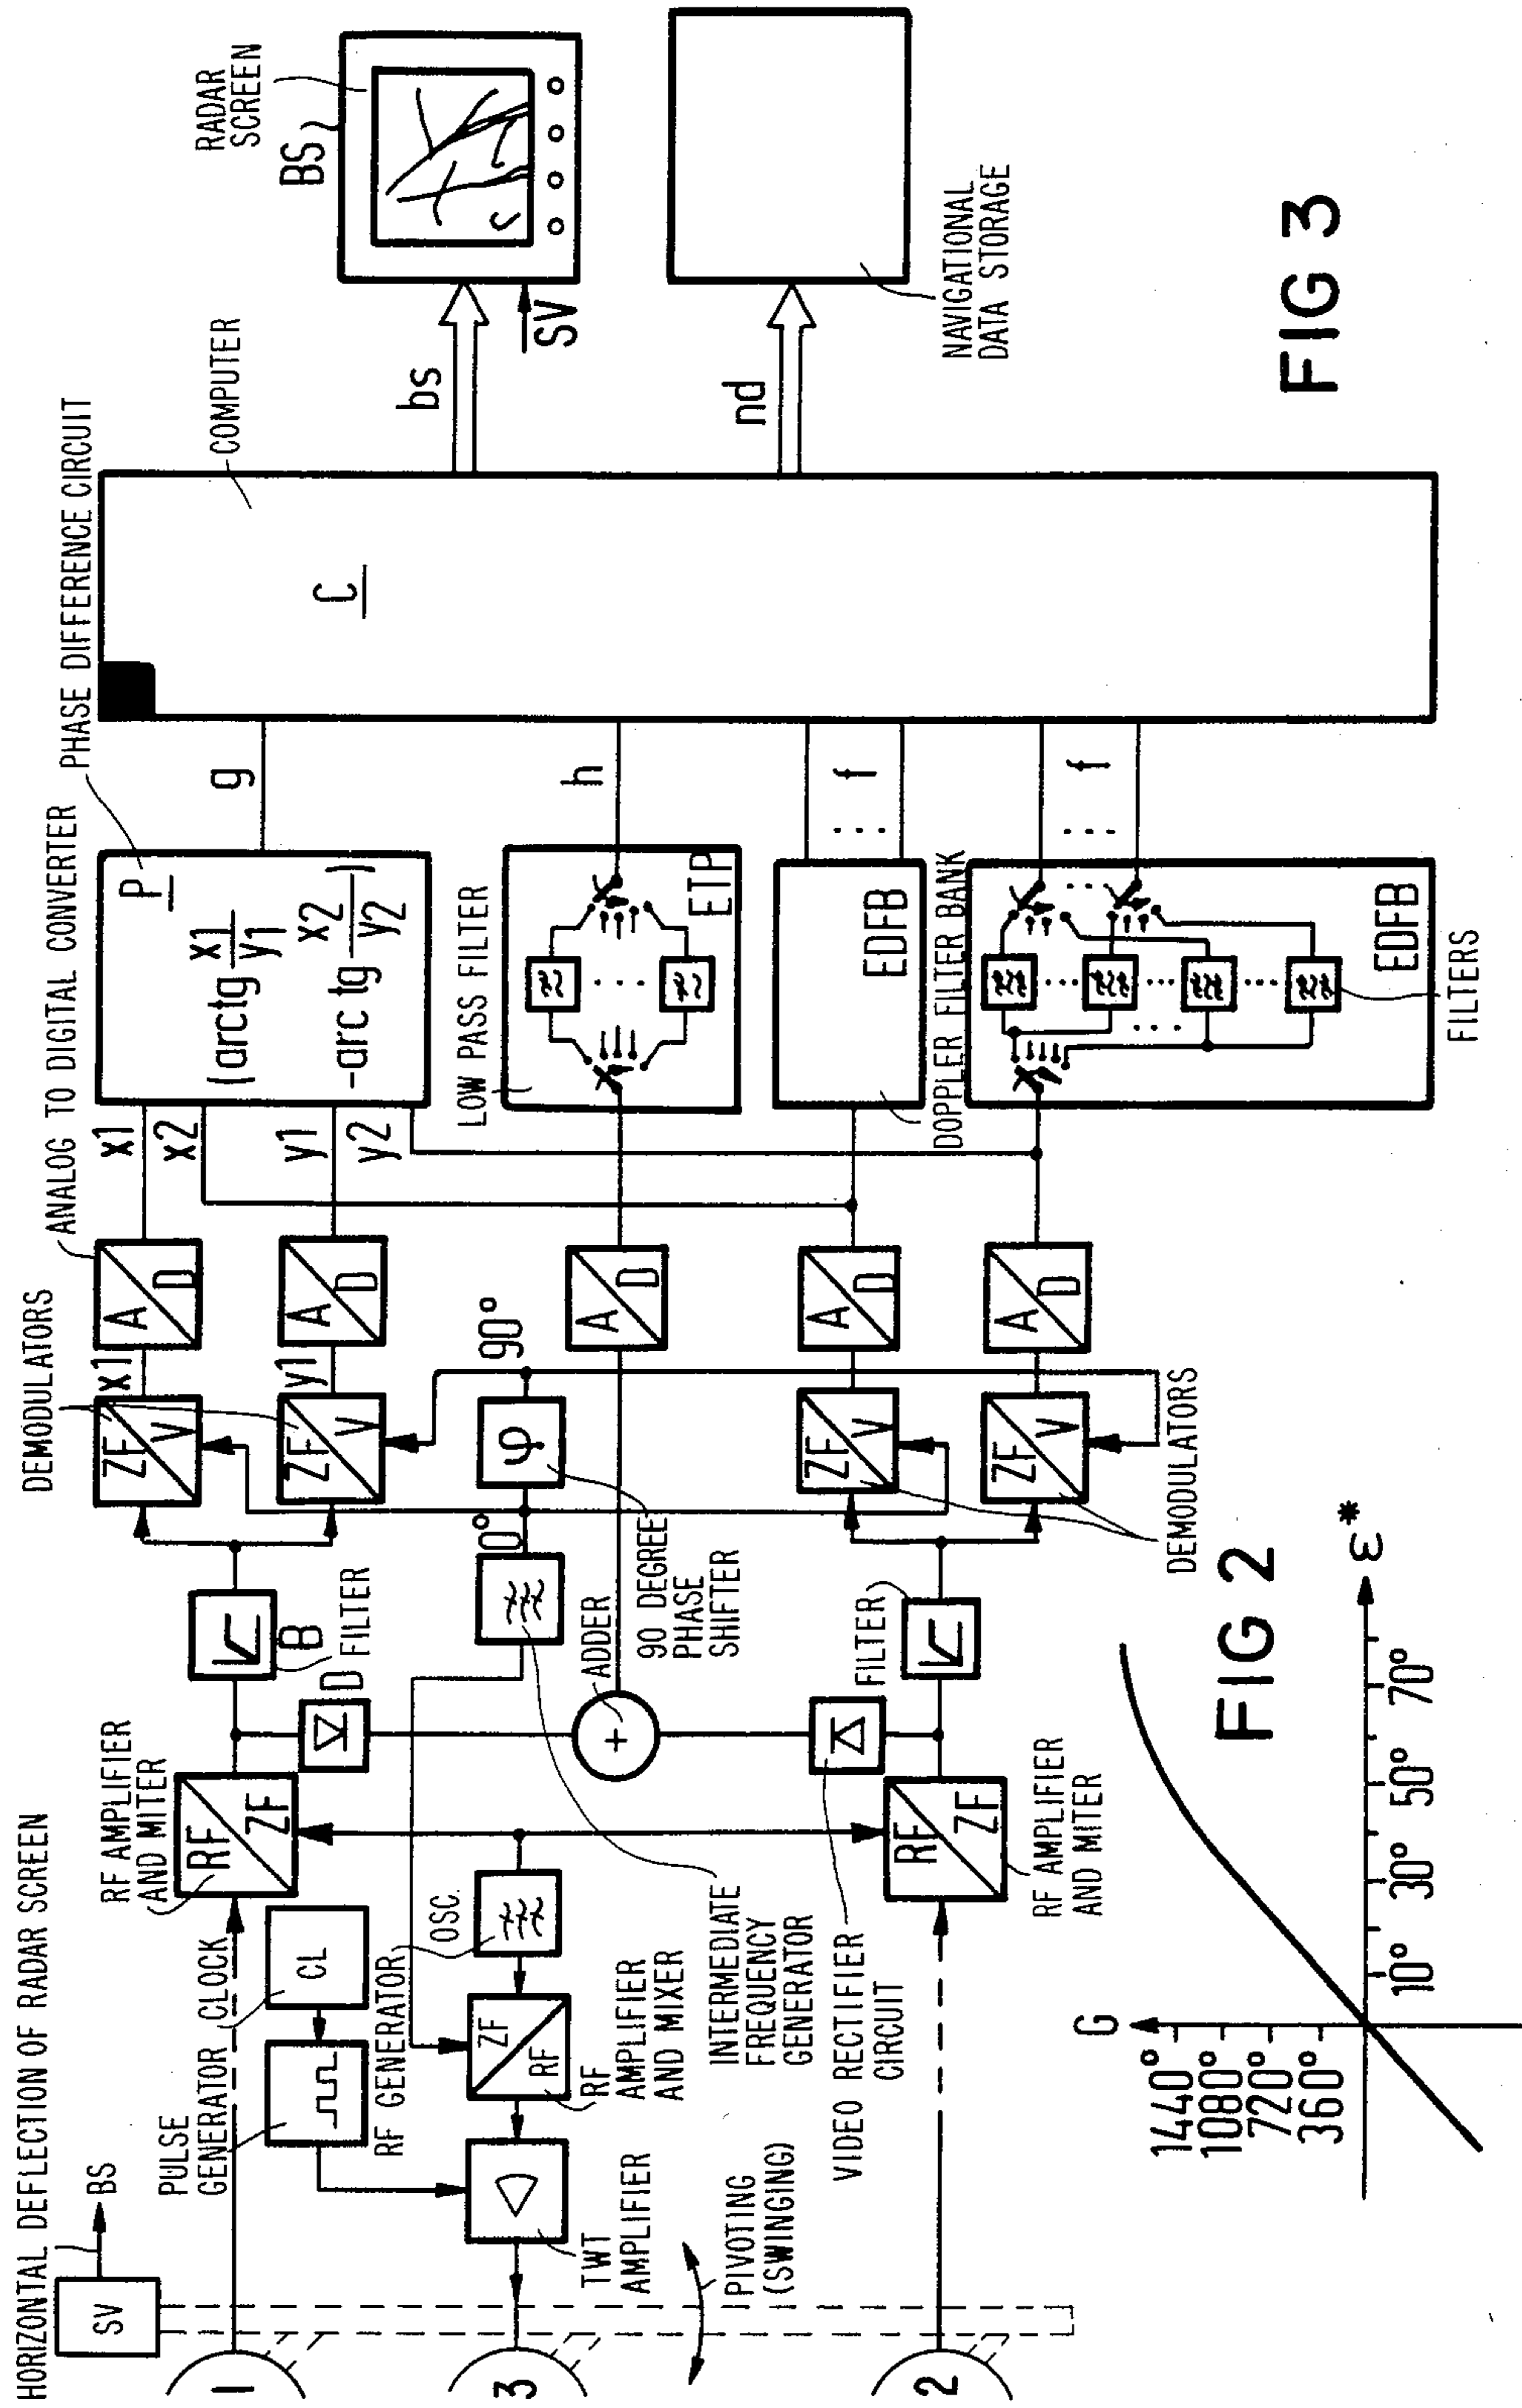 HORIZONTAL DEFLECTION OF RADAR SCREEN
SV
BS
1
3
2
PULSE
GENERATOR
CLOCK
CL
RF GENERATOR
OSC.
ZF
RF
RF
AMPLIFIER
AND MIXER
TWT
AMPLIFIER
PIVOTING
(SWINGING)
RF AMPLIFIER
AND MITER
RF
ZF
D
B
FILTER
ADDER
+
INTERMEDIATE
FREQUENCY
GENERATOR
VIDEO RECTIFIER
CIRCUIT
RF
ZF
RF AMPLIFIER
AND MITER
FILTER
0°
φ
90°
90 DEGREE
PHASE
SHIFTER
DEMODULATORS
ZF
V
x1
ZF
V
y1
ZF
V
ZF
V
DEMODULATORS
ANALOG TO DIGITAL CONVERTER
A
D
A
D
A
D
A
D
A
D
x1
x2
y1
y2
PHASE DIFFERENCE CIRCUIT
P
(arctg x1/y1
-arc tg x2/y2)
g
LOW PASS FILTER
ETP
h
EDFB
f
DOPPLER FILTER BANK
EDFB
f
FILTERS
COMPUTER
C
bs
nd
RADAR
SCREEN
BS
SV
NAVIGATIONAL
DATA STORAGE
FIG 3
FIG 2
G
1440°
1080°
720°
360°
10°
30°
50°
70°
ε*